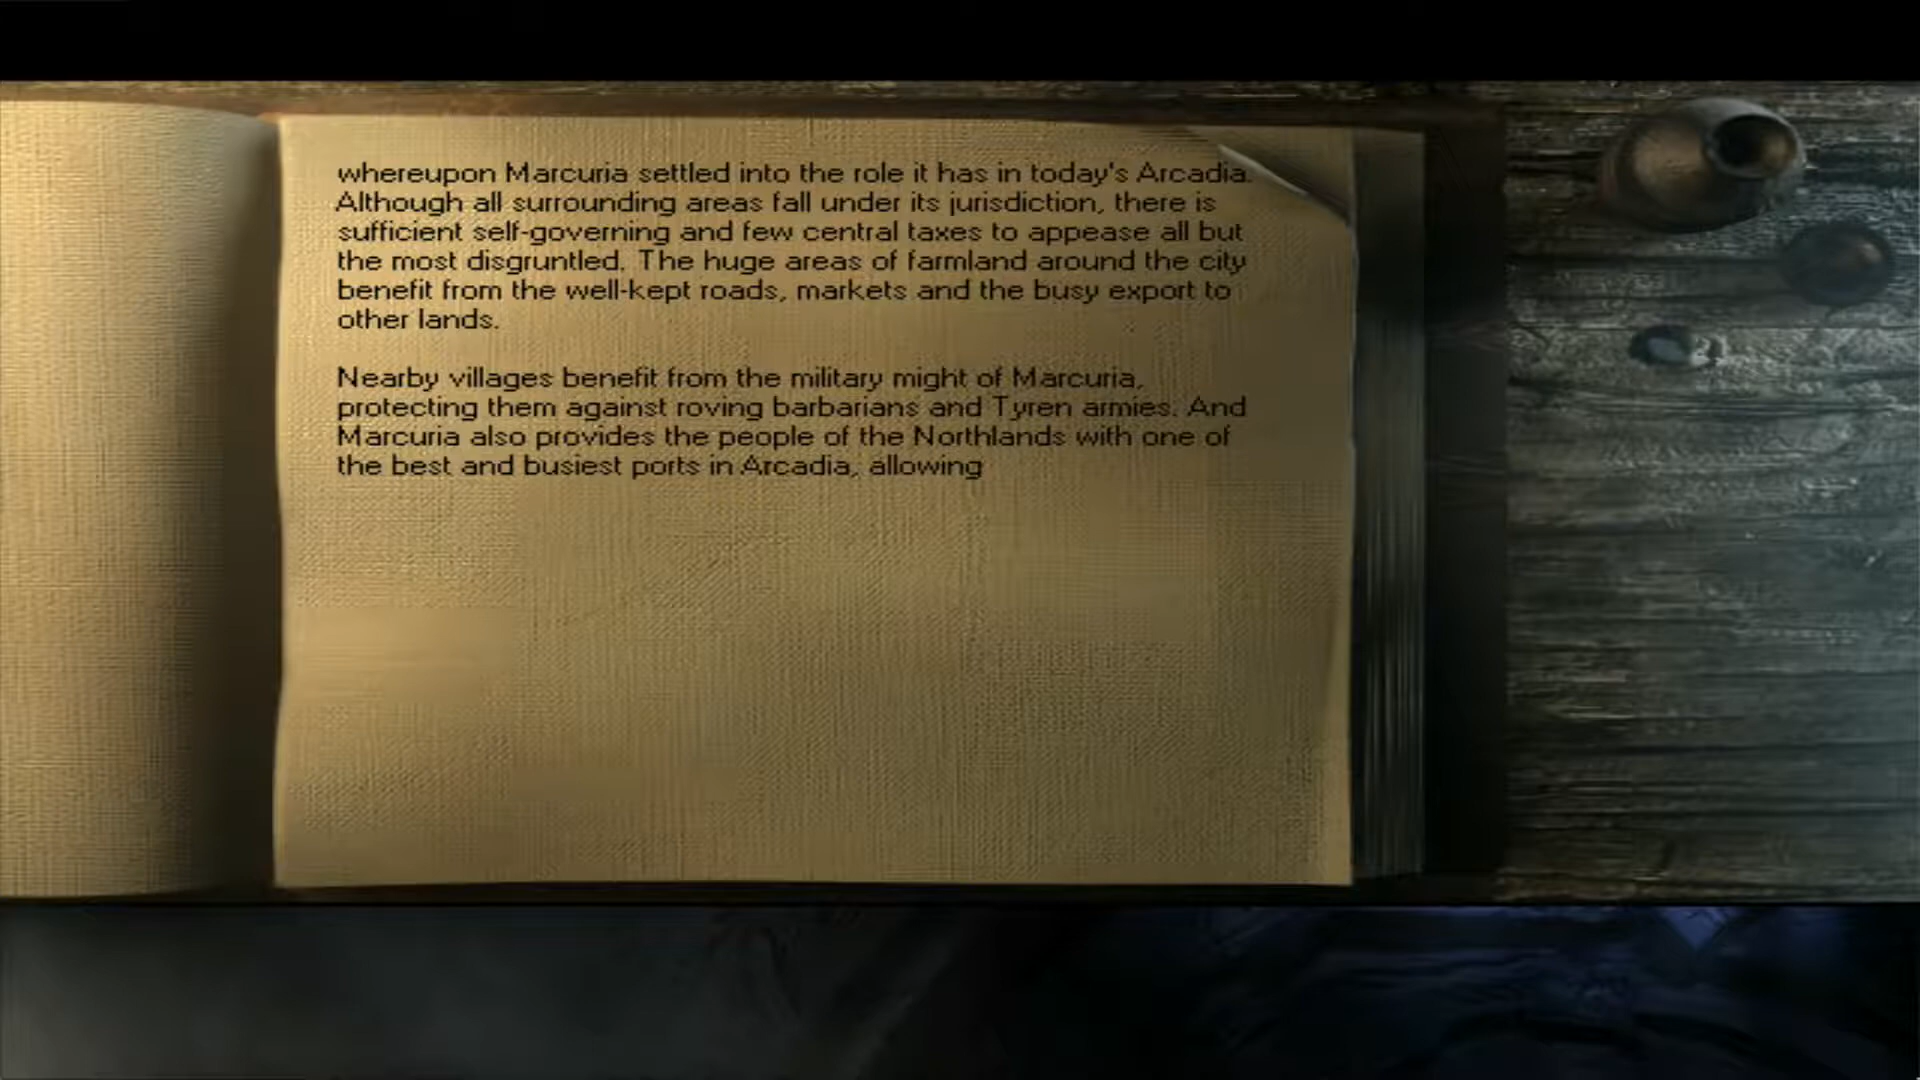 whereupon Marcuria settled into the role it has in today's Arcadia.
Although all surrounding areas fall under its jurisdiction, there is
sufficient self-governing and few central taxes to appease all but
the most disgruntled. The huge areas of farmland around the city
benefit from the well-kept roads, markets and the busy export to
other lands.
Nearby villages benefit from the military might of Marcuria,
protecting them against roving barbarians and Tyren armies. And
Marcuria also provides the people of the Northlands with one of
the best and busiest ports in Arcadia, allowing